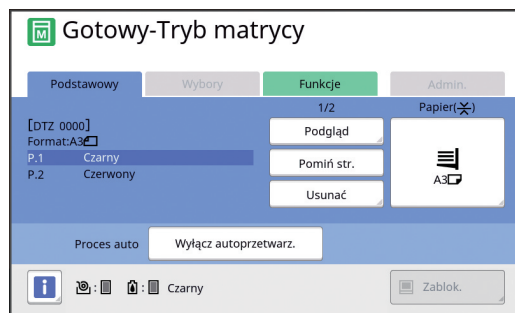 Gotowy-Tryb matrycy
Podstawowy
Wybory
Funkcje
Admin.
1/2
Papier( )
[DTZ 0000]
Format:A3
P.1 Czarny
P.2 Czerwony
Podgląd
Pomiń str.
Usunać
A3
Proces auto
Wyłącz autoprzetwarz.
: : Czarny
Zablok.